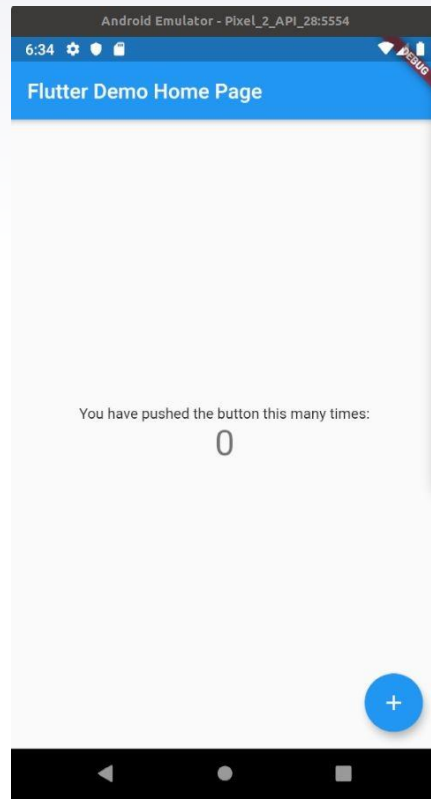 Android Emulator - Pixel_2_API_28:5554
6:34
DEBUG
Flutter Demo Home Page
You have pushed the button this many times:
0
+